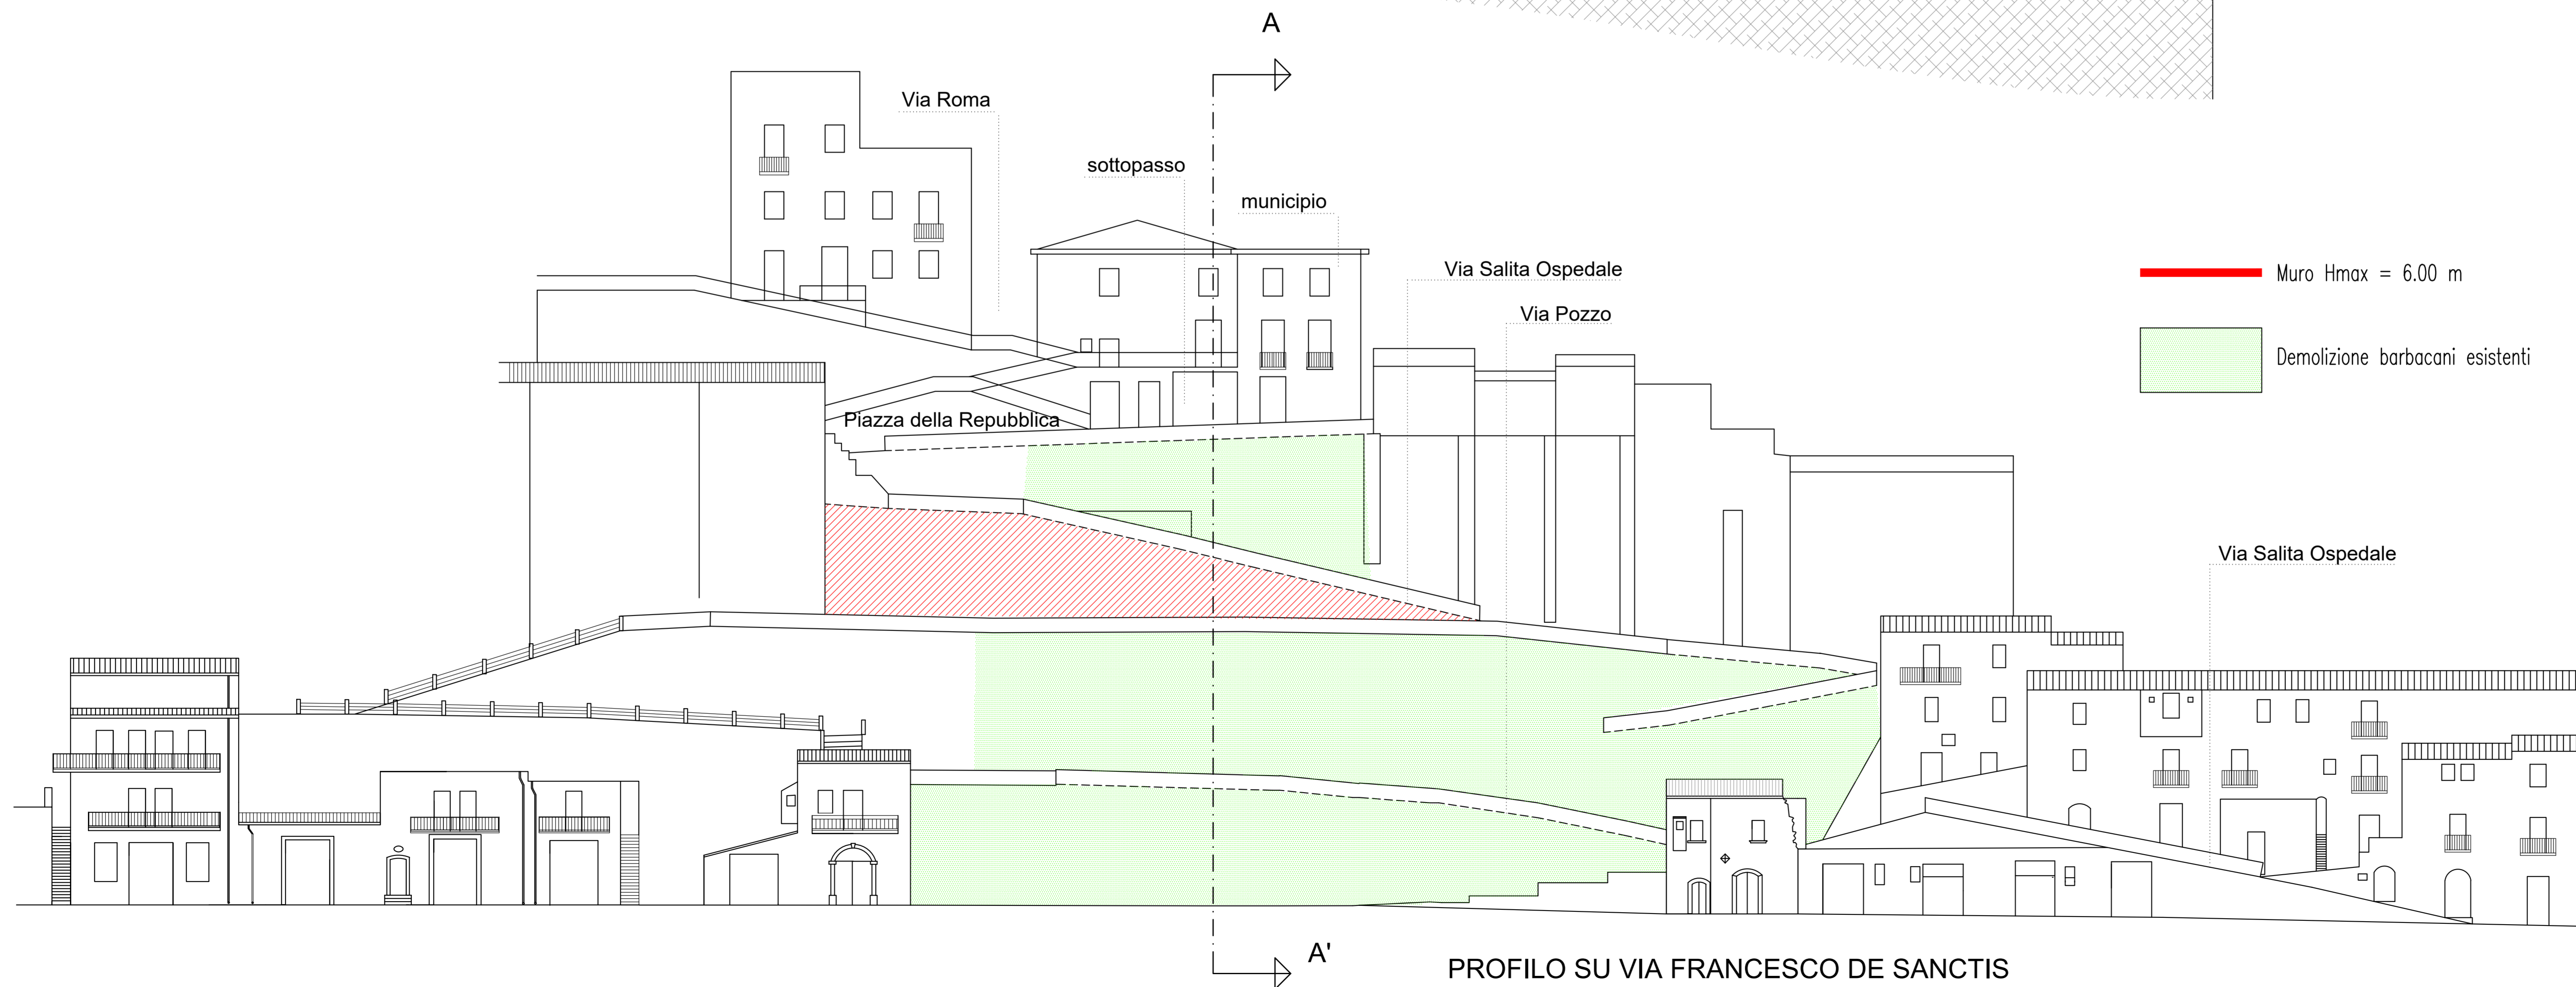 A
Via Roma
sottopasso
municipio
Via Salita Ospedale
Muro Hmax = 6.00 m
Via Pozzo
Demolizione barbacani esistenti
Piazza della Repubblica
Via Salita Ospedale
A'
PROFILO SU VIA FRANCESCO DE SANCTIS